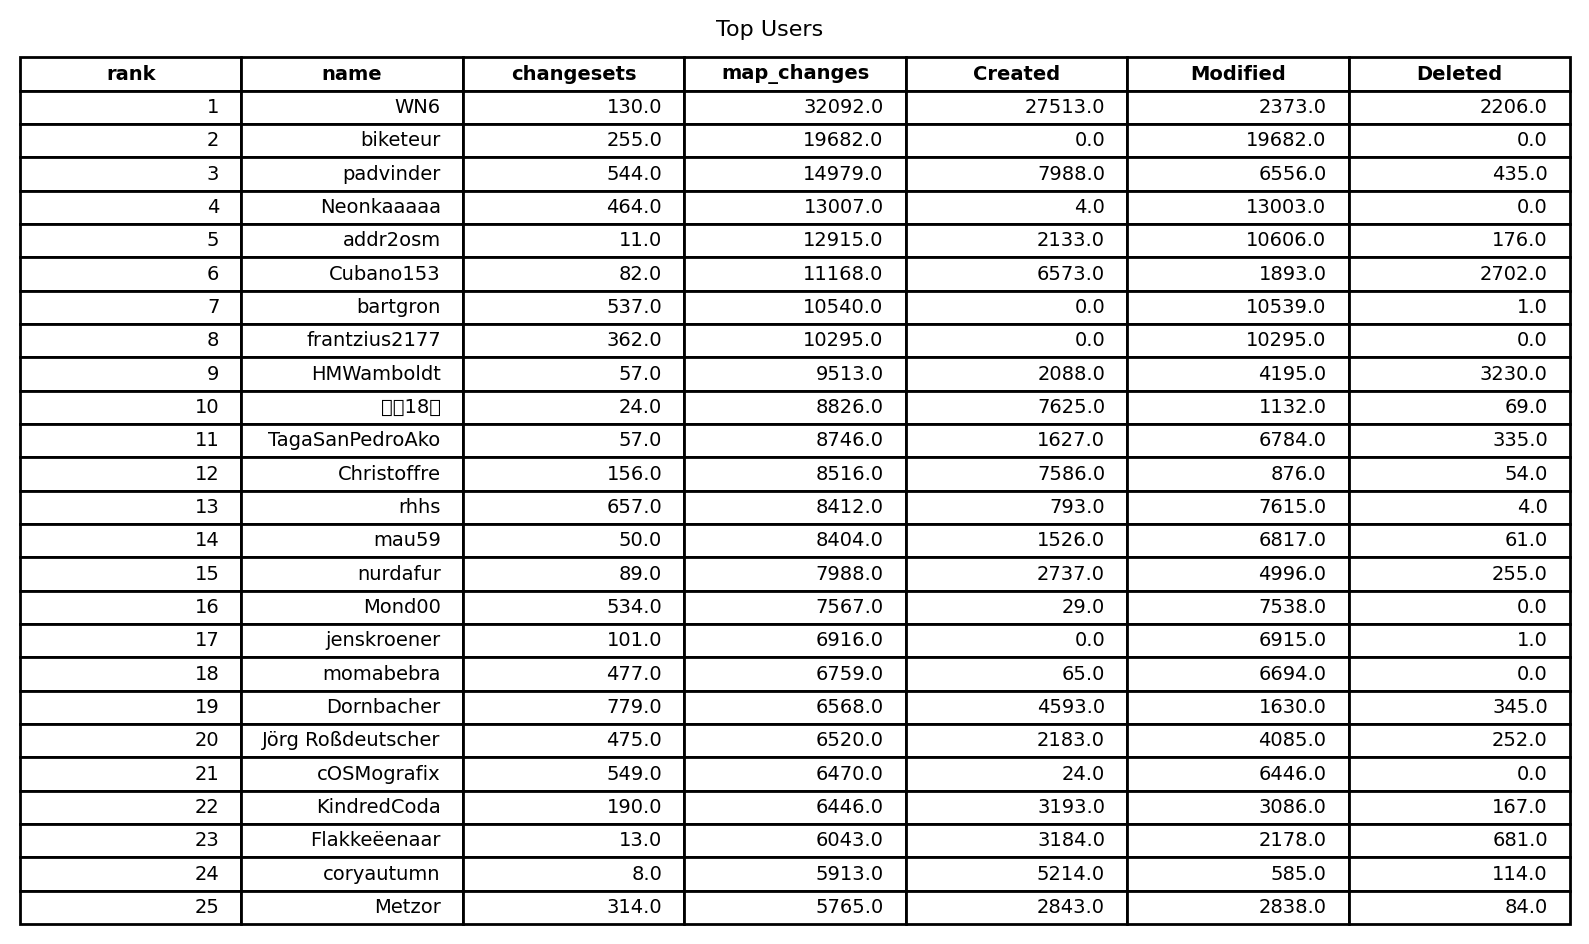 Top Users
rank name changesets map_changes Created Modified Deleted
1 WN6 130.0 32092.0 27513.0 2373.0 2206.0
2 biketeur 255.0 19682.0 0.0 19682.0 0.0
3 padvinder 544.0 14979.0 7988.0 6556.0 435.0
4 Neonkaaaaa 464.0 13007.0 4.0 13003.0 0.0
5 addr2osm 11.0 12915.0 2133.0 10606.0 176.0
6 Cubano153 82.0 11168.0 6573.0 1893.0 2702.0
7 bartgron 537.0 10540.0 0.0 10539.0 1.0
8 frantzius2177 362.0 10295.0 0.0 10295.0 0.0
9 HMWamboldt 57.0 9513.0 2088.0 4195.0 3230.0
10 18 24.0 8826.0 7625.0 1132.0 69.0
11 TagaSanPedroAko 57.0 8746.0 1627.0 6784.0 335.0
12 Christoffre 156.0 8516.0 7586.0 876.0 54.0
13 rhhs 657.0 8412.0 793.0 7615.0 4.0
14 mau59 50.0 8404.0 1526.0 6817.0 61.0
15 nurdafur 89.0 7988.0 2737.0 4996.0 255.0
16 Mond00 534.0 7567.0 29.0 7538.0 0.0
17 jenskroener 101.0 6916.0 0.0 6915.0 1.0
18 momabebra 477.0 6759.0 65.0 6694.0 0.0
19 Dornbacher 779.0 6568.0 4593.0 1630.0 345.0
20 Jörg Roßdeutscher 475.0 6520.0 2183.0 4085.0 252.0
21 cOSMografix 549.0 6470.0 24.0 6446.0 0.0
22 KindredCoda 190.0 6446.0 3193.0 3086.0 167.0
23 Flakkeëenaar 13.0 6043.0 3184.0 2178.0 681.0
24 coryautumn 8.0 5913.0 5214.0 585.0 114.0
25 Metzor 314.0 5765.0 2843.0 2838.0 84.0